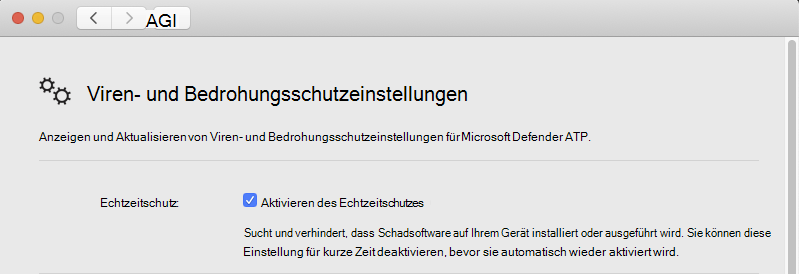 AGI
Viren- und Bedrohungsschutzeinstellungen
Anzeigen und Aktualisieren von Viren- und Bedrohungsschutzeinstellungen für Microsoft Defender ATP.
Echtzeitschutz: Aktivieren des Echtzeitschutzes
Sucht und verhindert, dass Schadsoftware auf Ihrem Gerät installiert oder ausgeführt wird. Sie können diese
Einstellung für kurze Zeit deaktivieren, bevor sie automatisch wieder aktiviert wird.